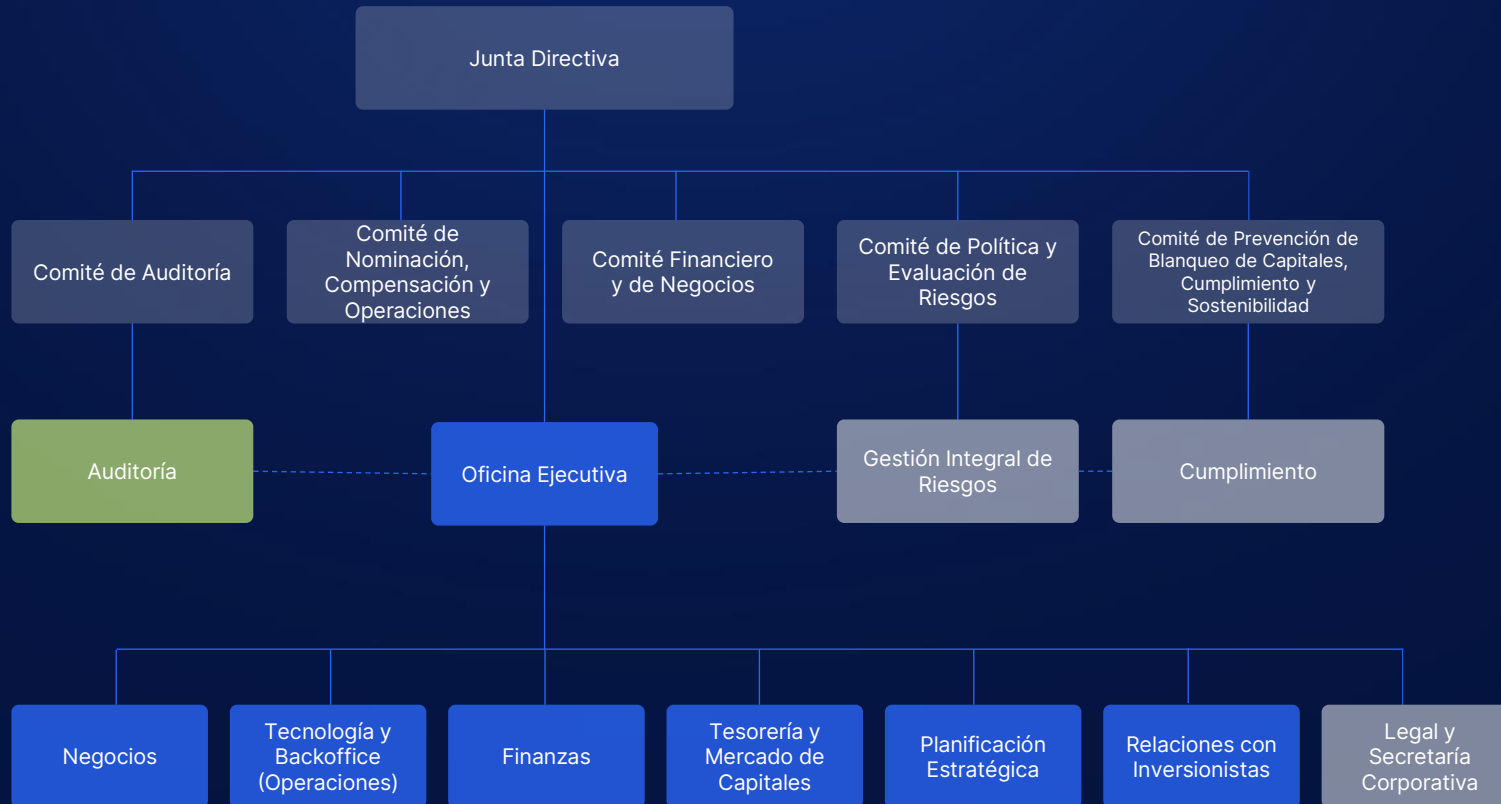 Junta Directiva
Comité de Auditoría
Comité de
Nominación,
Compensación y
Operaciones
Comité Financiero
y de Negocios
Comité de Política y
Evaluación de
Riesgos
Comité de Prevención de
Blanqueo de Capitales,
Cumplimiento y
Sostenibilidad
Auditoría
Oficina Ejecutiva
Gestión Integral de
Riesgos
Cumplimiento
Negocios
Tecnología y
Backoffice
(Operaciones)
Finanzas
Tesorería y
Mercado de
Capitales
Planificación
Estratégica
Relaciones con
Inversionistas
Legal y
Secretaría
Corporativa